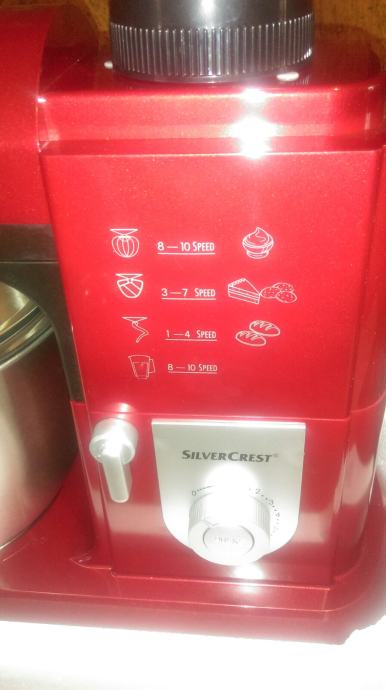 8 — 10 SPEED
3 — 7 SPEED
1 — 4 SPEED
8 — 10 SPEED
SILVERCREST®